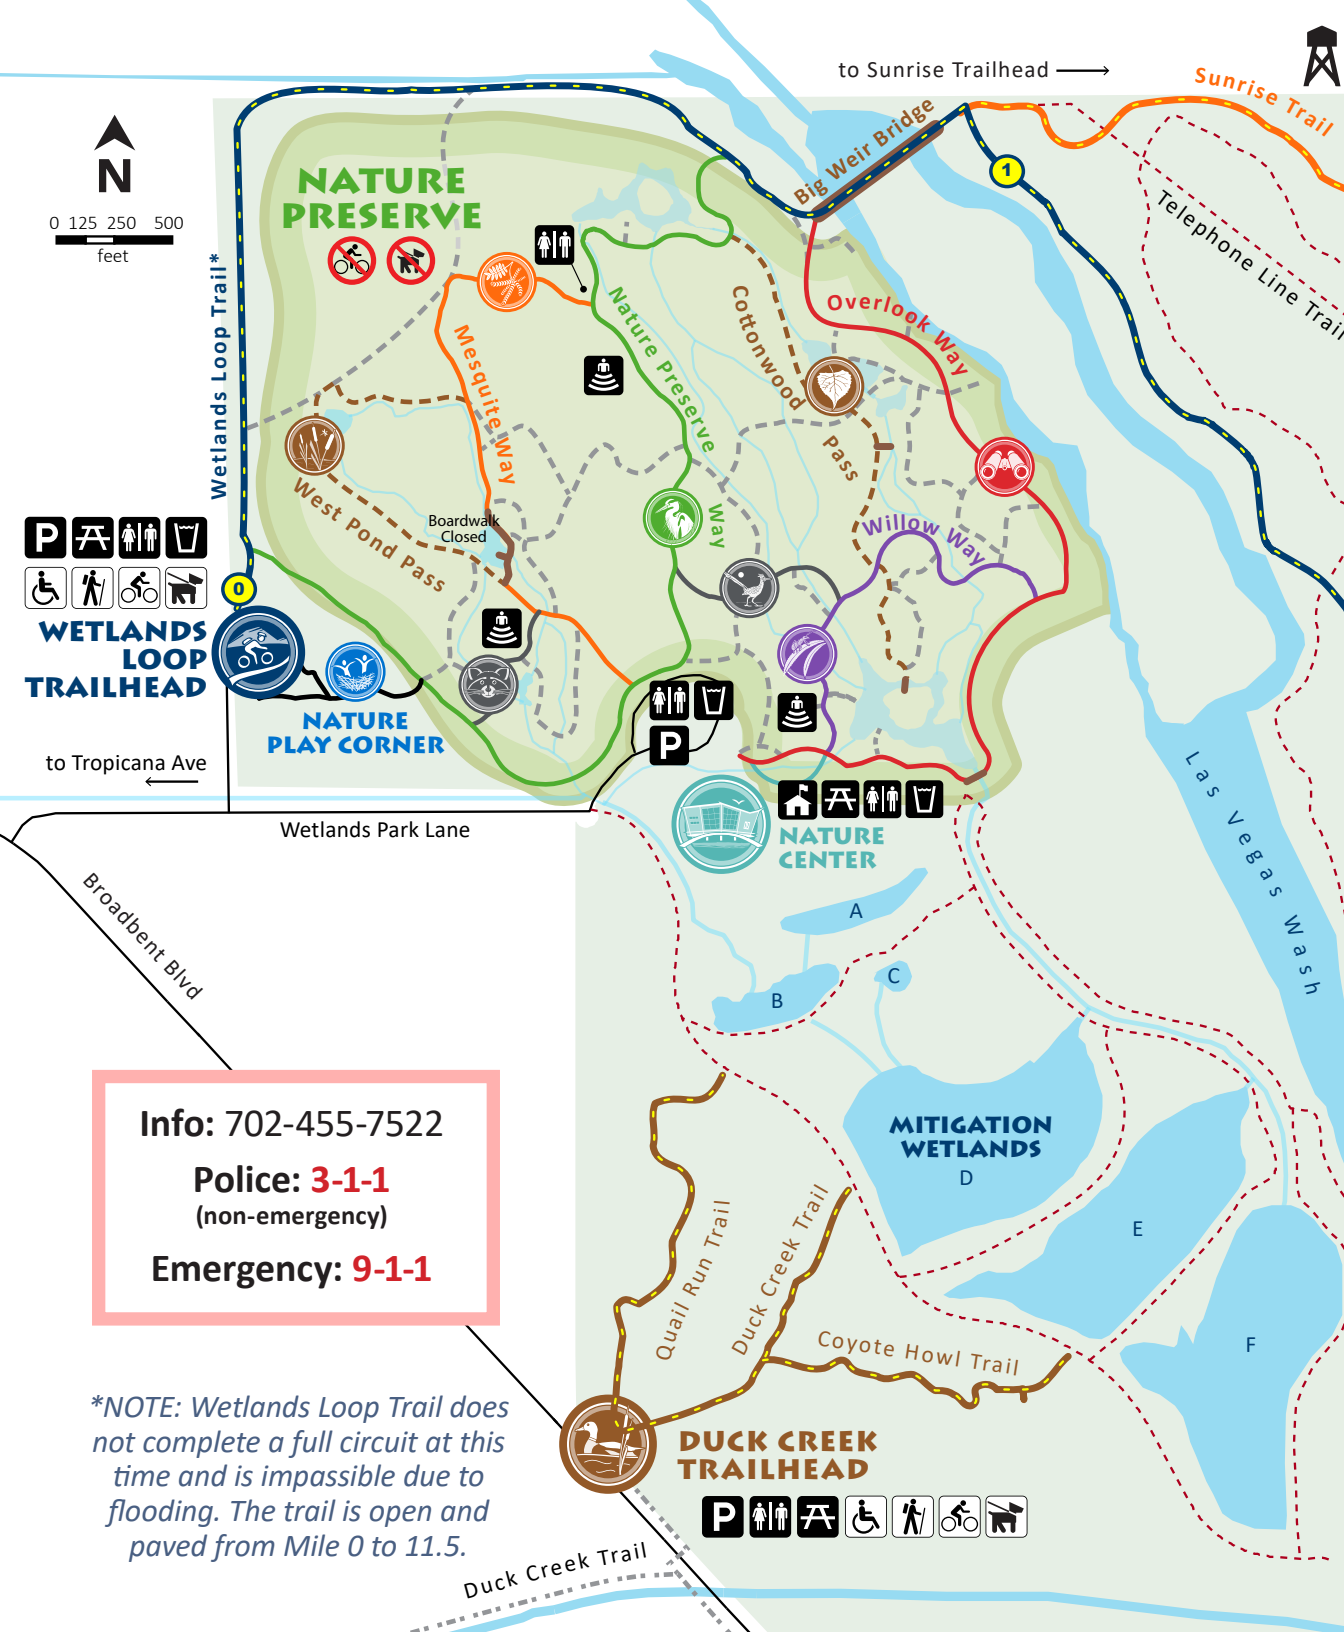 to Sunrise Trailhead
Sunrise Trail
N
0 125 250 500
feet
NATURE
PRESERVE
Big Weir Bridge
1
Telephone Line Trail
Wetlands Loop Trail*
Overlook Way
Nature Preserve
Way
Cottonwood
Pass
Mesquite Way
West Pond Pass
Boardwalk
Closed
Willow Way
P
0
WETLANDS
LOOP
TRAILHEAD
NATURE
PLAY CORNER
P
to Tropicana Ave
Wetlands Park Lane
NATURE
CENTER
Las Vegas Wash
Broadbent Blvd
A
B
C
MITIGATION
WETLANDS
D
E
F
Info: 702-455-7522
Police: 3-1-1
(non-emergency)
Emergency: 9-1-1
Quail Run Trail
Duck Creek Trail
Coyote Howl Trail
*NOTE: Wetlands Loop Trail does
not complete a full circuit at this
time and is impassible due to
flooding. The trail is open and
paved from Mile 0 to 11.5.
DUCK CREEK
TRAILHEAD
P
Duck Creek Trail